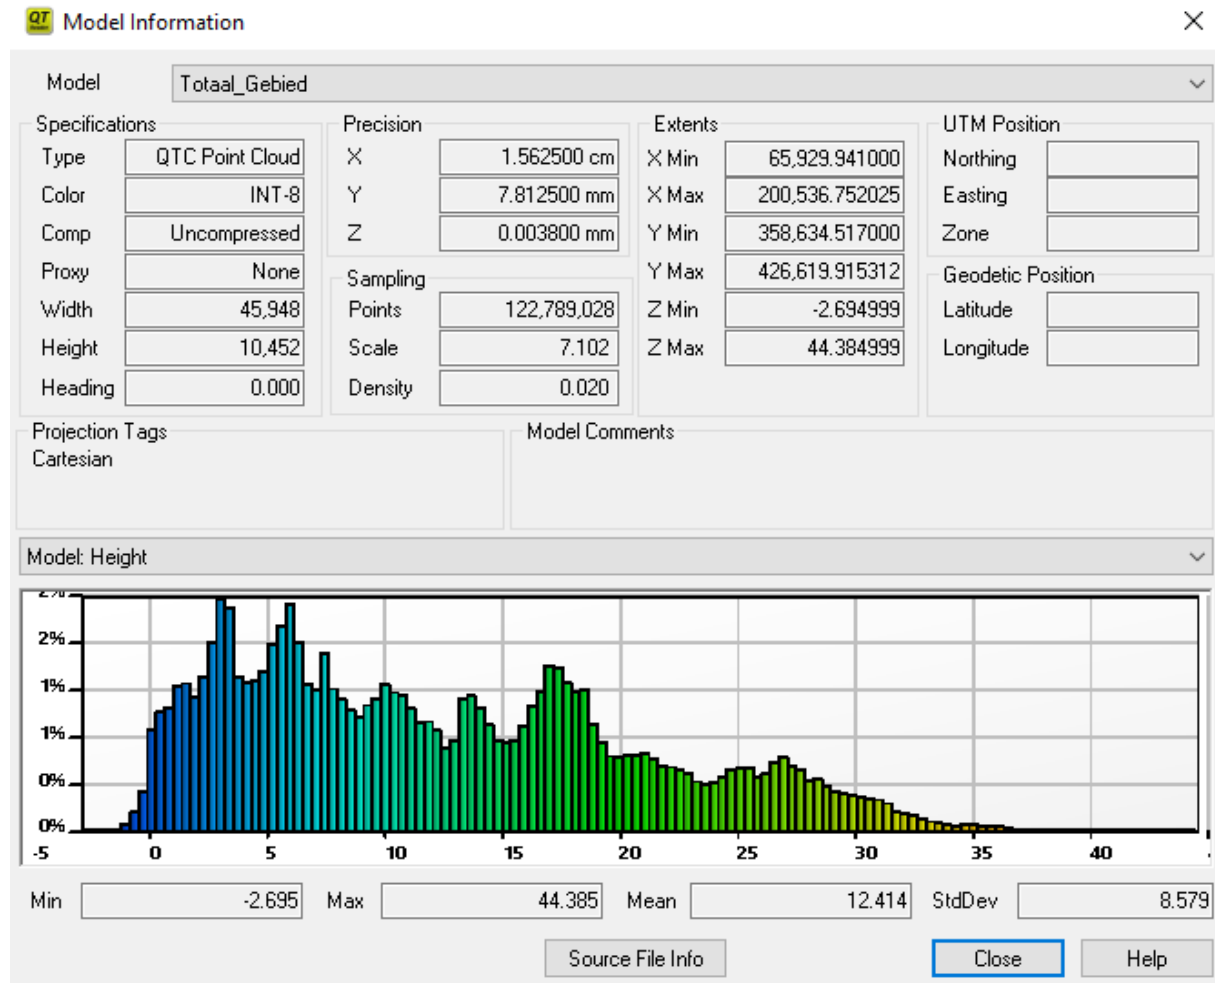 QT Model Information
Model Totaal_Gebied
Specifications
Type QTC Point Cloud
Color INT-8
Comp Uncompressed
Proxy None
Width 45,948
Height 10,452
Heading 0.000
Precision
X 1.562500 cm
Y 7.812500 mm
Z 0.003800 mm
Sampling
Points 122,789,028
Scale 7.102
Density 0.020
Extents
X Min 65,929.941000
X Max 200,536.752025
Y Min 358,634.517000
Y Max 426,619.915312
Z Min -2.694999
Z Max 44.384999
UTM Position
Northing
Easting
Zone
Geodetic Position
Latitude
Longitude
Projection Tags
Cartesian
Model Comments
Model: Height
2%
2%
1%
1%
0%
0%
-5 0 5 10 15 20 25 30 35 40
Min -2.695 Max 44.385 Mean 12.414 StdDev 8.579
Source File Info Close Help